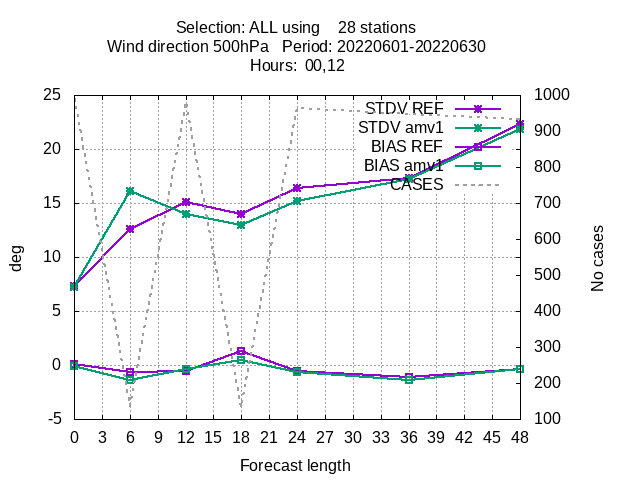 Selection: ALL using    28 stations
Wind direction 500hPa   Period: 20220601-20220630
Hours:  00,12
25
20
15
10
5
0
-5
deg
1000
900
800
700
600
500
400
300
200
100
No cases
STDV REF
STDV amv1
BIAS REF
BIAS amv1
CASES
0 3 6 9 12 15 18 21 24 27 30 33 36 39 42 45 48
Forecast length